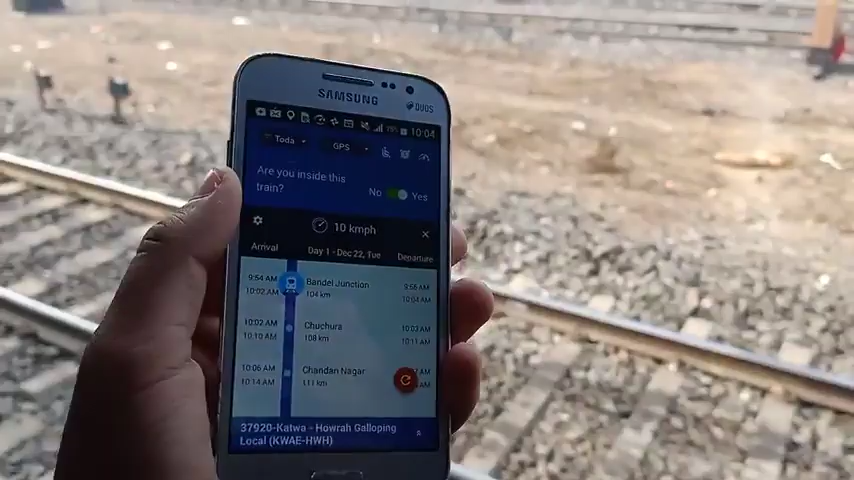 SAMSUNG
DUOS
10:04
Toda
GPS
Are you inside this
train?
No Yes
10 kmph
Arrival Day 1 - Dec 22, Tue Departure
9:54 AM Bandel Junction 9:56 AM
10:02 AM 104 km 10:04 AM
10:02 AM Chuchura 10:03 AM
10:10 AM 108 km 10:11 AM
10:06 AM Chandan Nagar
10:14 AM 111 km AM
37920-Katwa - Howrah Galloping
Local (KWAE-HWH)